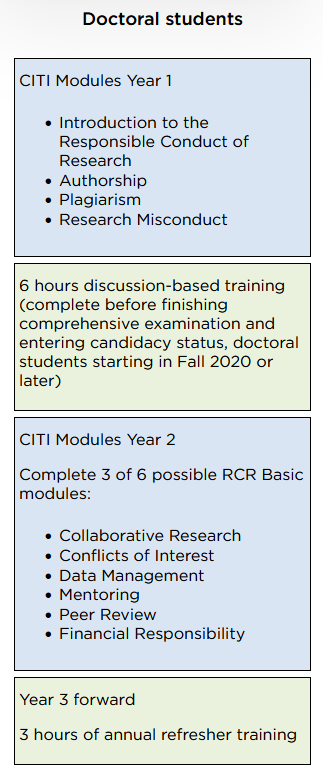 Doctoral students
CITI Modules Year 1
• Introduction to the
Responsible Conduct of
Research
• Authorship
• Plagiarism
• Research Misconduct
6 hours discussion-based training
(complete before finishing
comprehensive examination and
entering candidacy status, doctoral
students starting in Fall 2020 or
later)
CITI Modules Year 2
Complete 3 of 6 possible RCR Basic
modules:
• Collaborative Research
• Conflicts of Interest
• Data Management
• Mentoring
• Peer Review
• Financial Responsibility
Year 3 forward
3 hours of annual refresher training